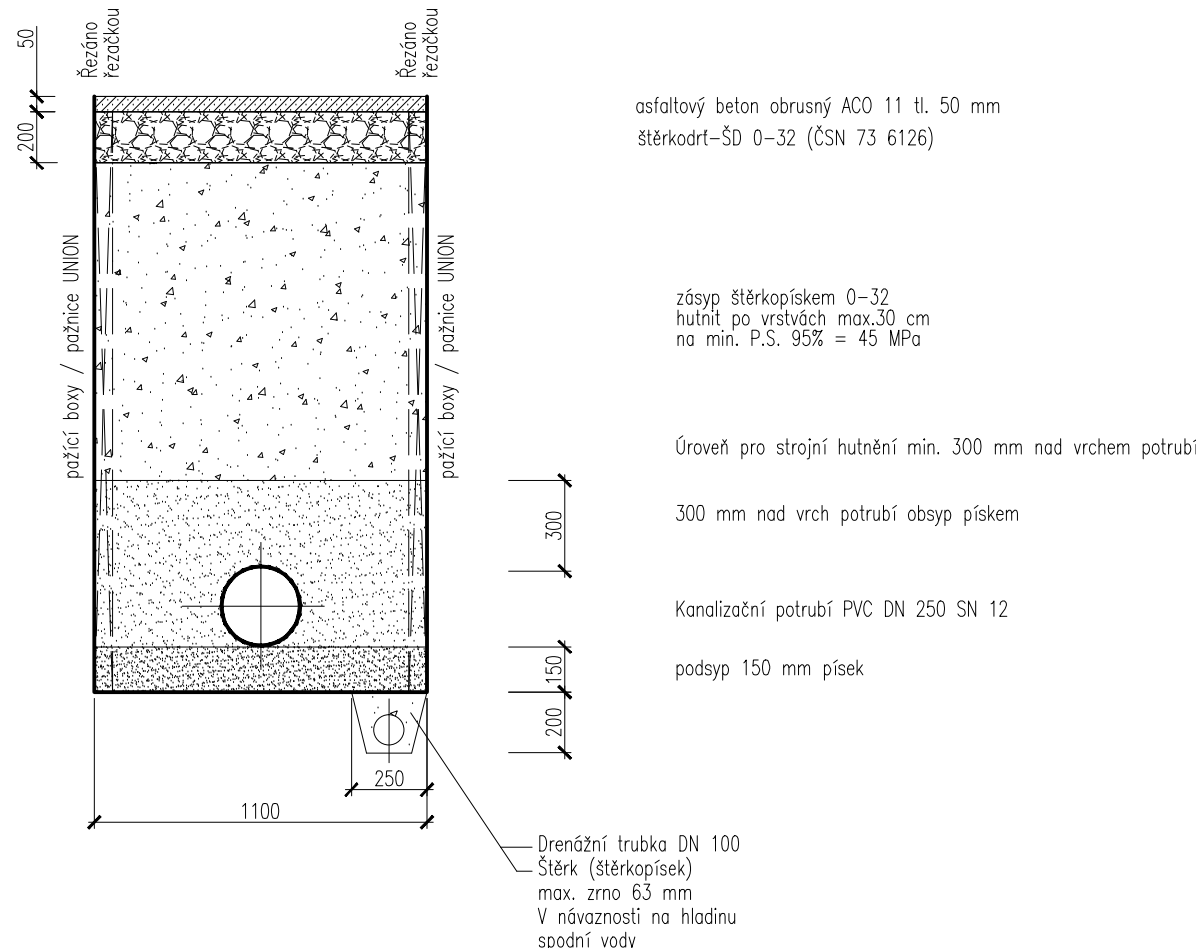 50
Řezáno
řezačkou
Řezáno
řezačkou
200
asfaltový beton obrusný ACO 11 tl. 50 mm
štěrkodrť-ŠD 0-32 (ČSN 73 6126)
pažící boxy / pažnice UNION
pažící boxy / pažnice UNION
zásyp štěrkopískem 0-32
hutnit po vrstvách max.30 cm
na min. P.S. 95% = 45 MPa
Úroveň pro strojní hutnění min. 300 mm nad vrchem potrubí
300
300 mm nad vrch potrubí obsyp pískem
Kanalizační potrubí PVC DN 250 SN 12
150
podsyp 150 mm písek
200
250
1100
Drenážní trubka DN 100
Štěrk (štěrkopísek)
max. zrno 63 mm
V návaznosti na hladinu
spodní vody